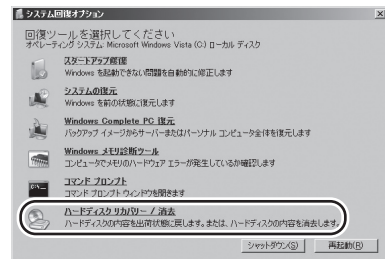 システム回復オプション
回復ツールを選択してください
オペレーティング システム: Microsoft Windows Vista (C:) ローカル ディスク
スタートアップ修復
Windows を起動できない問題を自動的に修正します
システムの復元
Windows を前の状態に復元します
Windows Complete PC 復元
バックアップ イメージからサーバーまたはパーソナル コンピュータ全体を復元します
Windows メモリ診断ツール
コンピュータでメモリのハードウェア エラーが発生しているか確認します
コマンド プロンプト
コマンド プロンプト ウィンドウを開きます
ハードディスク リカバリー / 消去
ハードディスクの内容を出荷状態に戻します。または、ハードディスクの内容を消去します。
シャットダウン(S)
再起動(R)